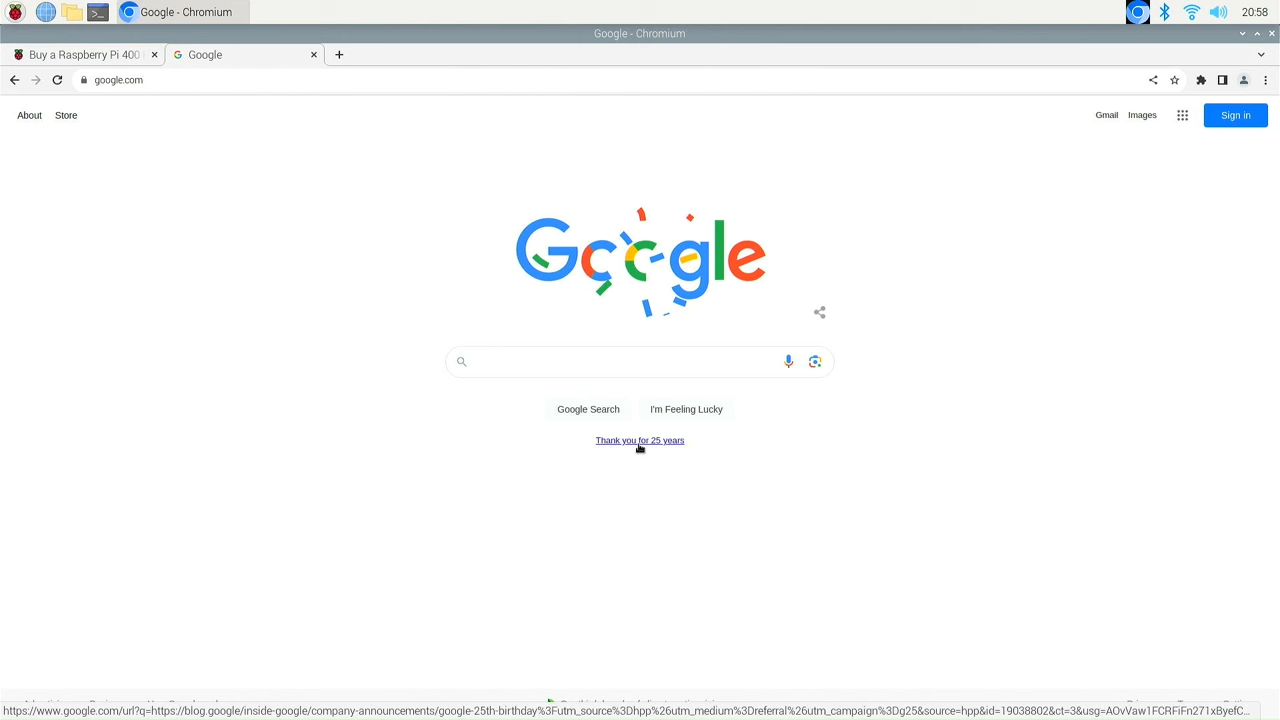 Google - Chromium
20:58
Google - Chromium
Buy a Raspberry Pi 400
Google
google.com
About Store
Gmail Images Sign in
Google
Google Search I'm Feeling Lucky
Thank you for 25 years
https://www.google.com/url?q=https://blog.google/inside-google/company-announcements/google-25th-birthday%3Futm_source%3Dhpp%26utm_medium%3Dreferral%26utm_campaign%3Dg25&source=hpp&id=19038802&ct=3&usg=AOvVaw1FCRFiFn271xByefC...